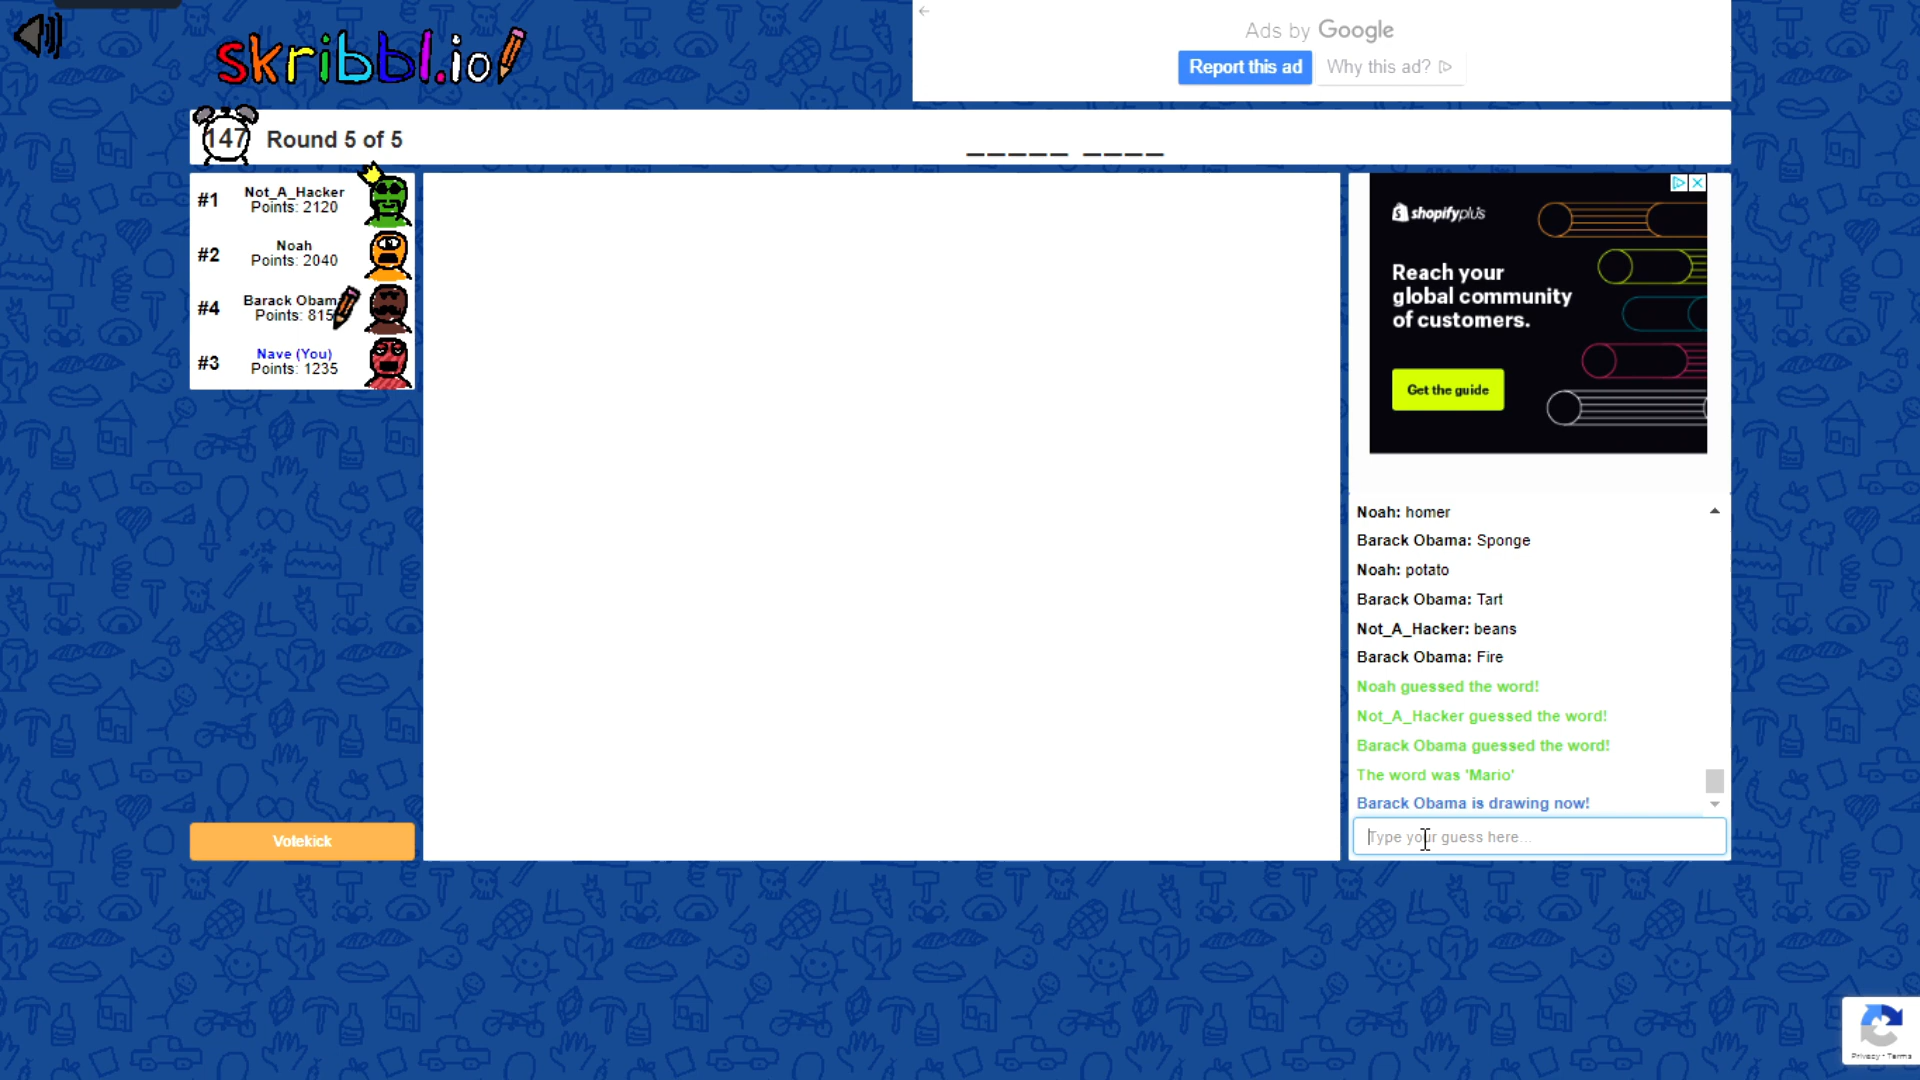 skribbl.io
Ads by Google
Report this ad
Why this ad?
147
Round 5 of 5
_____ ____
#1
Not_A_Hacker
Points: 2120
#2
Noah
Points: 2040
#4
Barack Obam
Points: 815
#3
Nave (You)
Points: 1235
Votekick
shopifyplus
Reach your
global community
of customers.
Get the guide
Noah: homer
Barack Obama: Sponge
Noah: potato
Barack Obama: Tart
Not_A_Hacker: beans
Barack Obama: Fire
Noah guessed the word!
Not_A_Hacker guessed the word!
Barack Obama guessed the word!
The word was 'Mario'
Barack Obama is drawing now!
Type your guess here...
Privacy - Terms